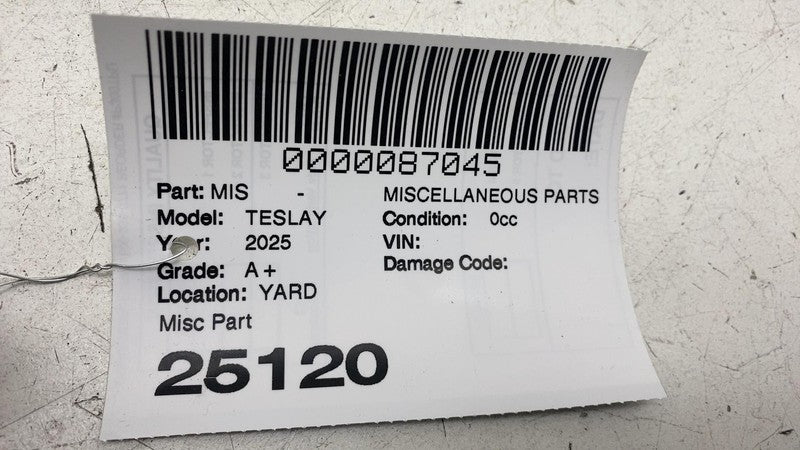 0000087045
Part: MIS - MISCELLANEOUS PARTS
Model: TESLAY Condition: 0cc
Year: 2025 VIN:
Grade: A+ Damage Code:
Location: YARD
Misc Part
25120